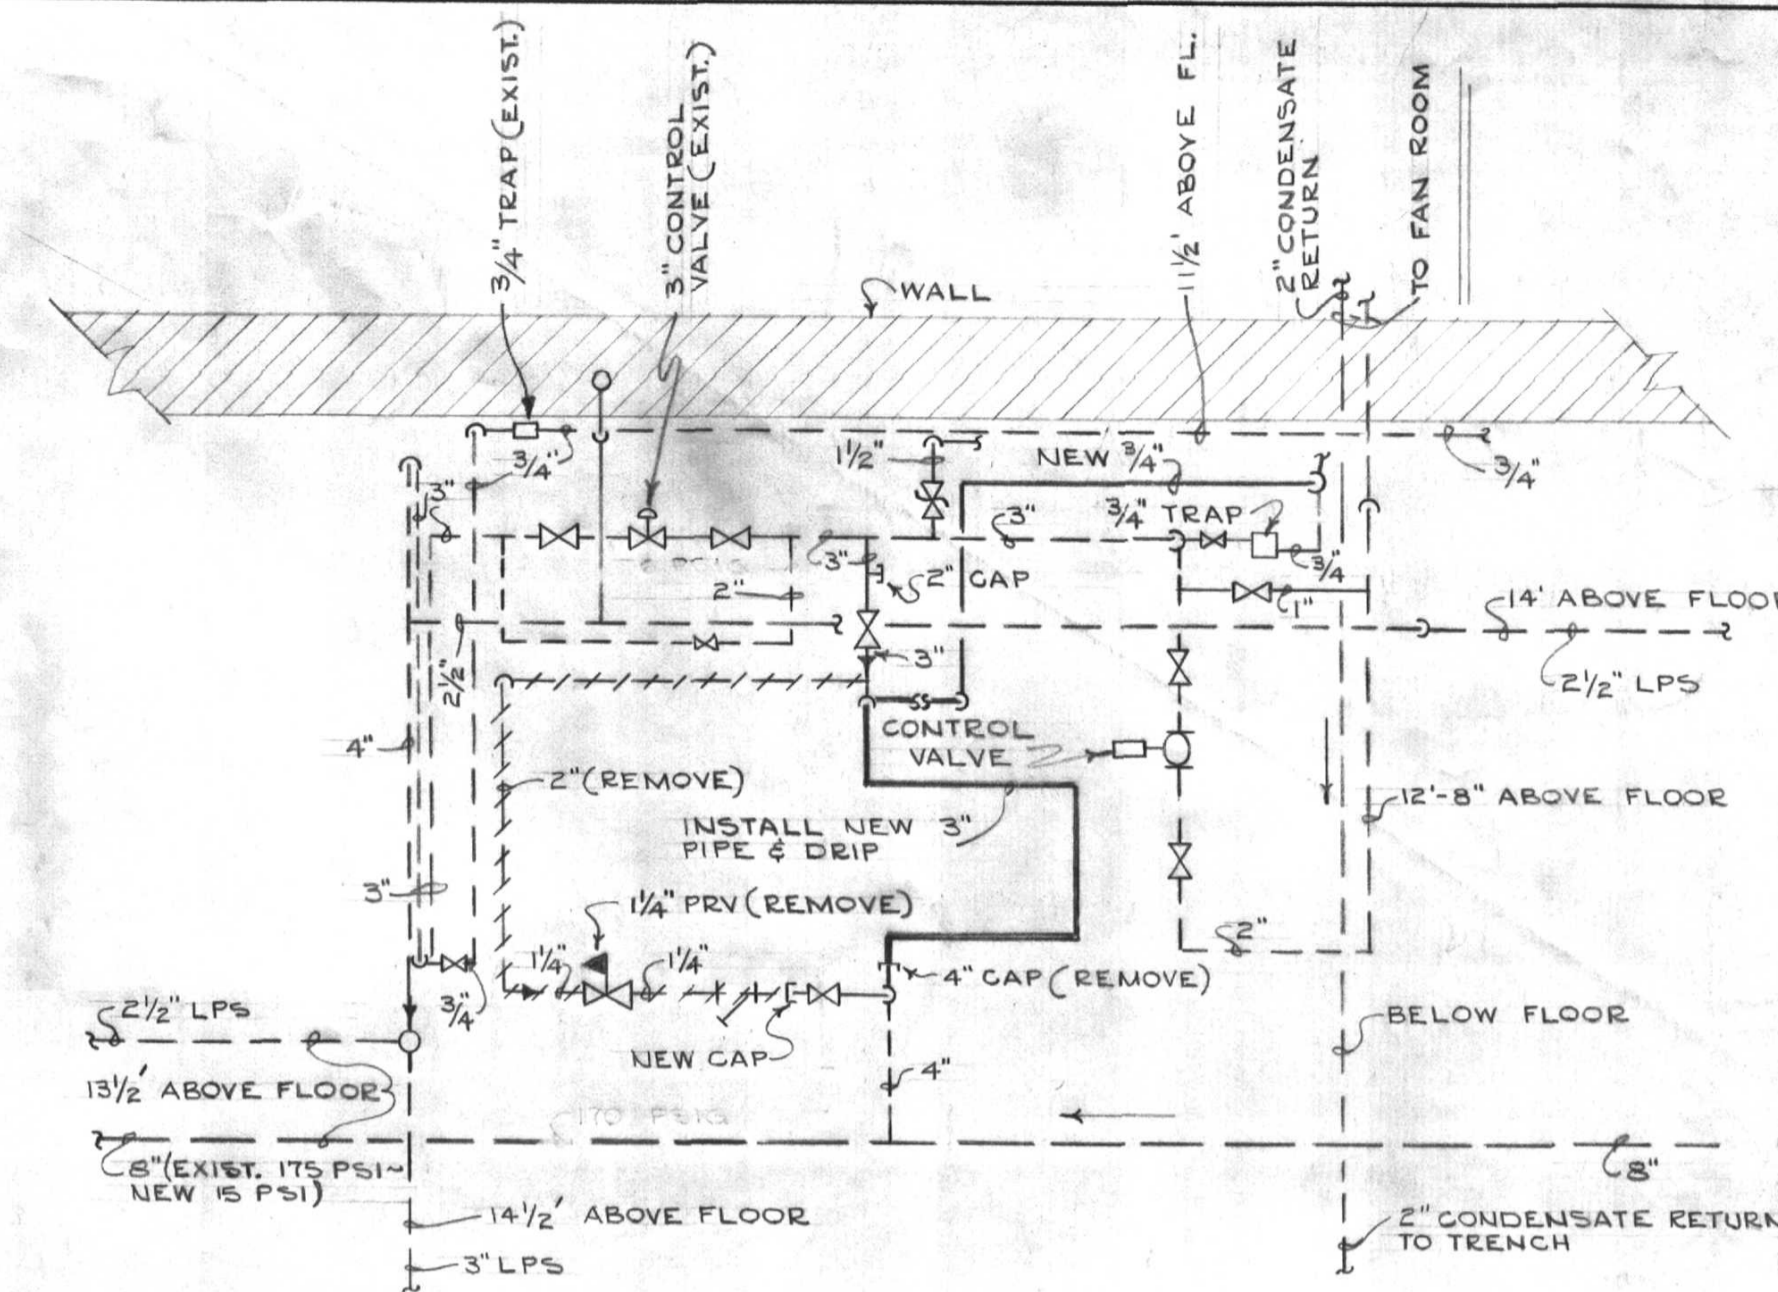 3/4" TRAP (EXIST.)
3" CONTROL
VALVE (EXIST.)
11 1/2' ABOVE FL.
2" CONDENSATE
RETURN
TO FAN ROOM
WALL
3/4"
1 1/2"
NEW 3/4"
3/4"
3"
3"
3"
3/4" TRAP
3/4
2" CAP
2"
1"
14' ABOVE FLOOR
3"
2 1/2"
2 1/2" LPS
4"
CONTROL
VALVE
2" (REMOVE)
12'-8" ABOVE FLOOR
INSTALL NEW 3"
PIPE & DRIP
3"
1 1/4" PRV (REMOVE)
2"
1 1/4"
1 1/4"
4" CAP (REMOVE)
2 1/2" LPS
3/4"
BELOW FLOOR
NEW CAP
4"
13 1/2' ABOVE FLOOR
170 PSIG
8" (EXIST. 175 PSI~
NEW 15 PSI)
8"
14 1/2' ABOVE FLOOR
2" CONDENSATE RETURN
TO TRENCH
3" LPS